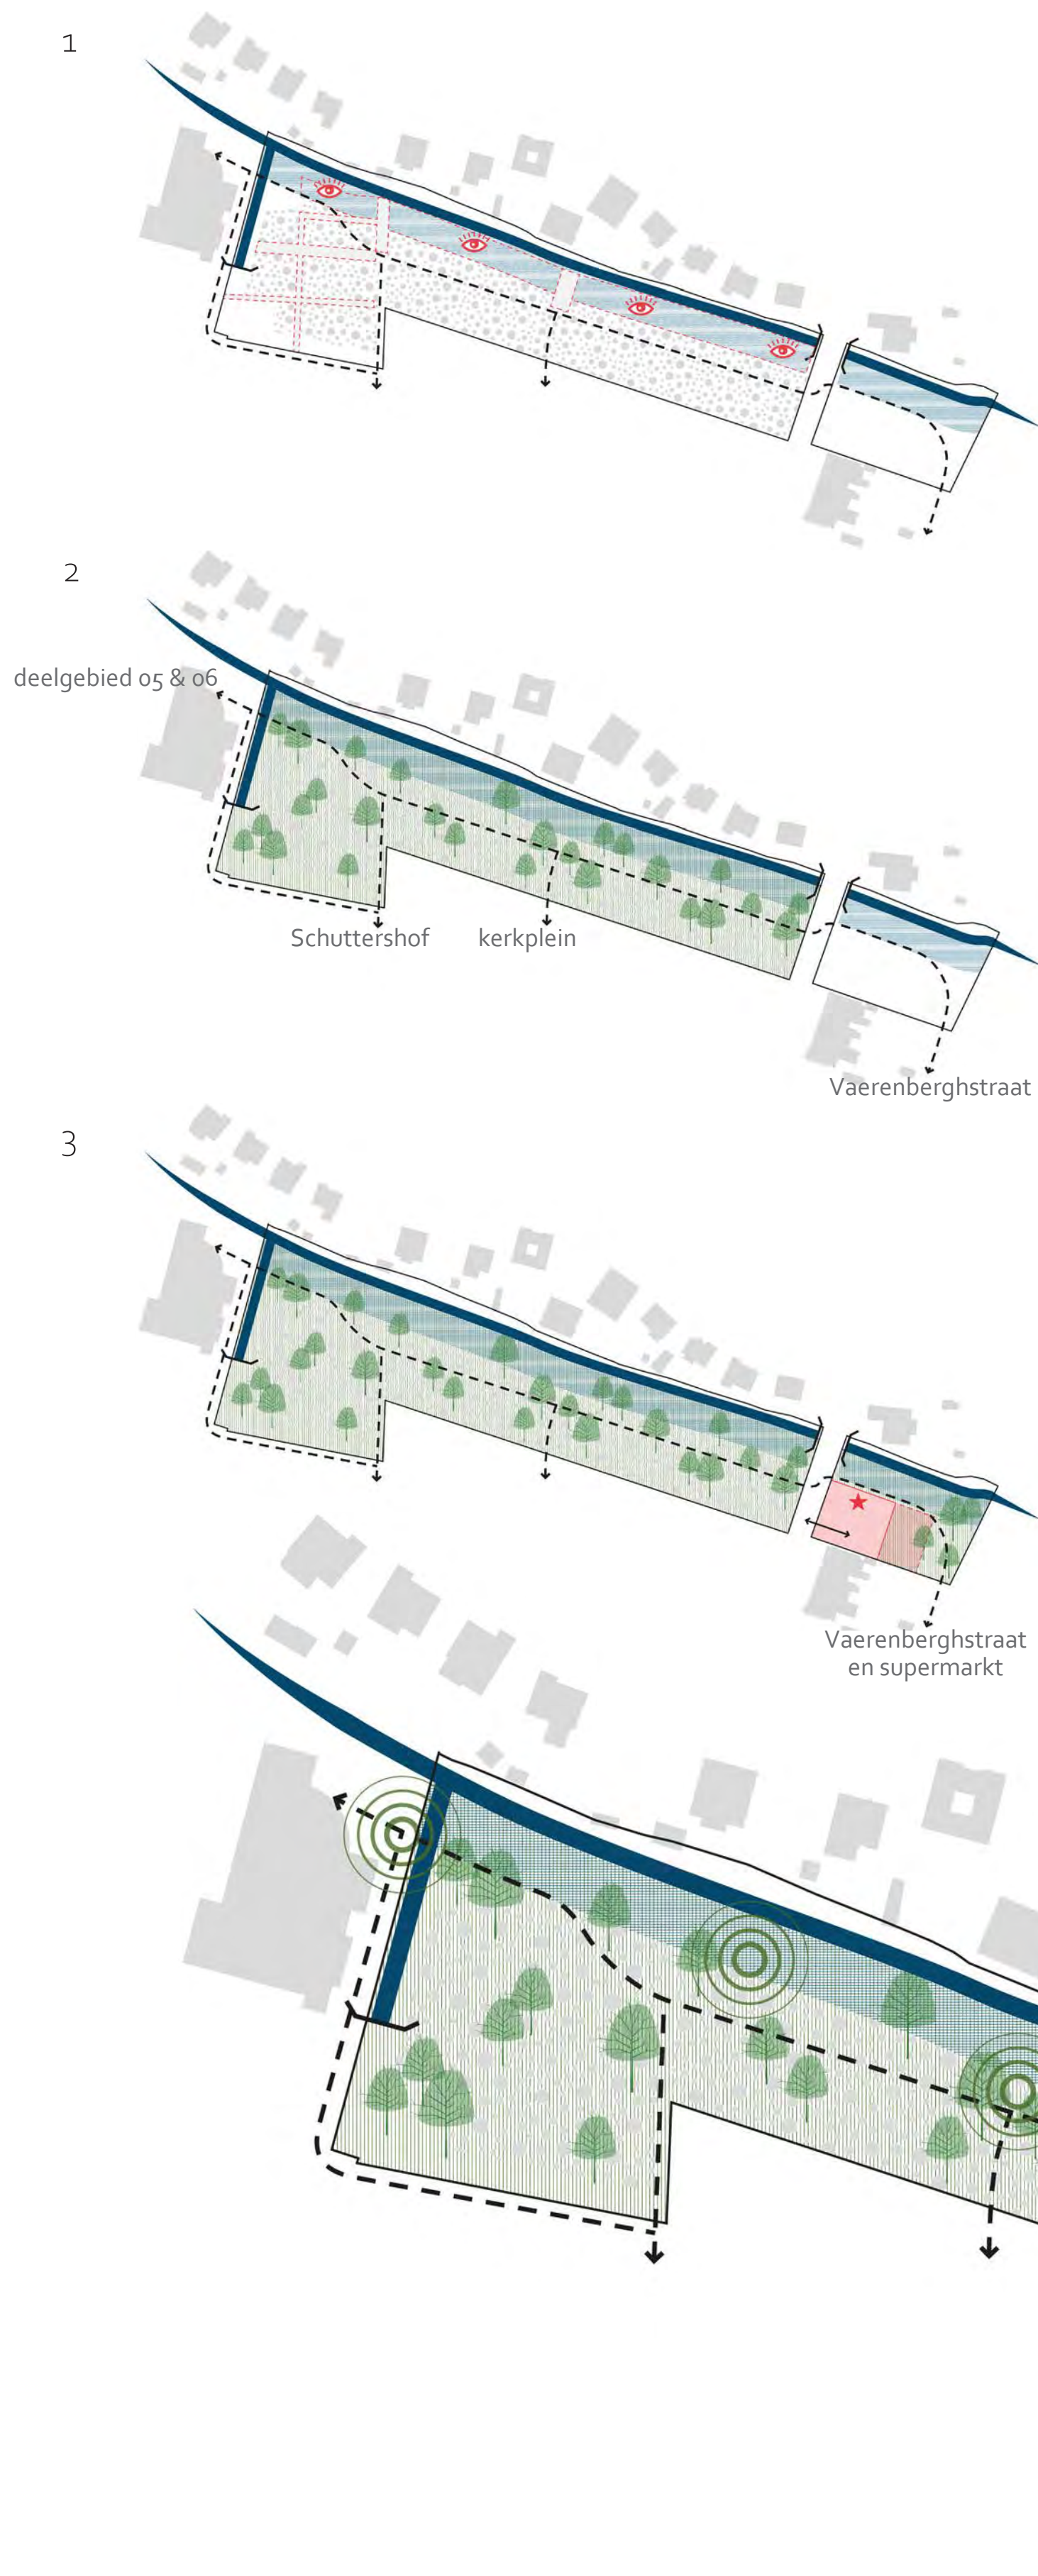 1
2
deelgebied 05 & 06
Schuttershof
kerkplein
Vaerenberghstraat
3
Vaerenberghstraat
en supermarkt